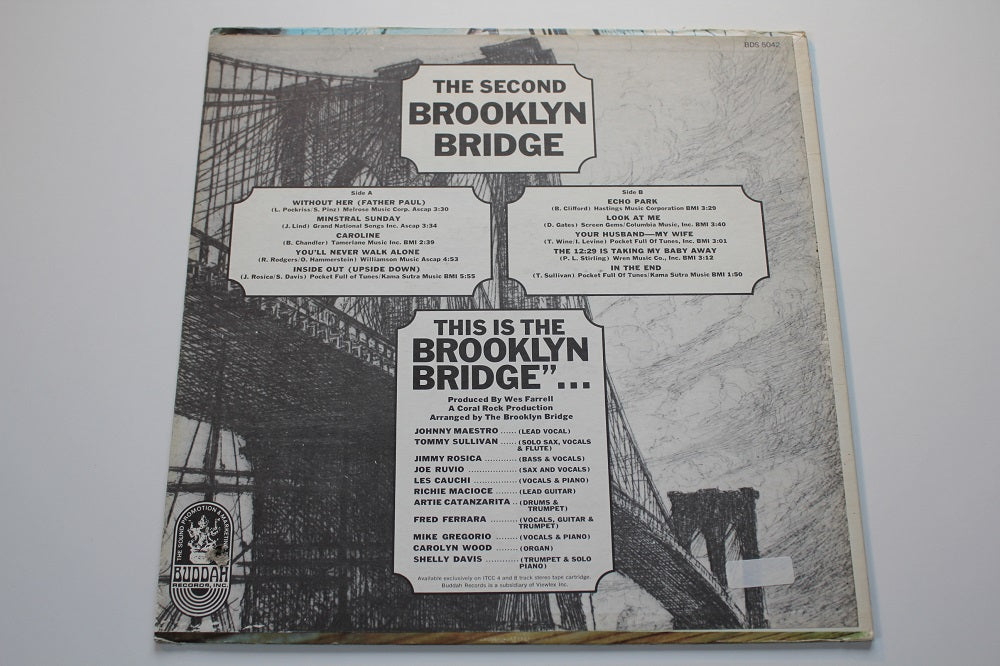 BDS 5042
THE SECOND
BROOKLYN
BRIDGE
Side A
WITHOUT HER (FATHER PAUL)
(L. Pockriss/S. Pinz) Melrose Music Corp. Ascap 3:30
MINSTRAL SUNDAY
(J. Lind) Grand National Songs Inc. Ascap 3:34
CAROLINE
(B. Chandler) Tamerlane Music Inc. BMI 2:39
YOU'LL NEVER WALK ALONE
(R. Rodgers/O. Hammerstein) Williamson Music Ascap 4:53
INSIDE OUT (UPSIDE DOWN)
(J. Rosica/S. Davis) Pocket Full of Tunes/Kama Sutra Music BMI 5:55
Side B
ECHO PARK
(B. Clifford) Hastings Music Corporation BMI 3:29
LOOK AT ME
(D. Gates) Screen Gems/Columbia Music, Inc. BMI 3:40
YOUR HUSBAND—MY WIFE
(T. Wine/I. Levine) Pocket Full Of Tunes, Inc. BMI 3:01
THE 12:29 IS TAKING MY BABY AWAY
(P. L. Stirling) Wren Music Co., Inc. BMI 3:12
IN THE END
(T. Sullivan) Pocket Full Of Tunes/Kama Sutra Music BMI 1:50
THIS IS THE
BROOKLYN
BRIDGE"...
Produced By Wes Farrell
A Coral Rock Production
Arranged by The Brooklyn Bridge
JOHNNY MAESTRO ...... (LEAD VOCAL)
TOMMY SULLIVAN ...... (SOLO SAX, VOCALS
& FLUTE)
JIMMY ROSICA ............ (BASS & VOCALS)
JOE RUVIO .................. (SAX AND VOCALS)
LES CAUCHI ............... (VOCALS & PIANO)
RICHIE MACIOCE ........ (LEAD GUITAR)
ARTIE CATANZARITA .. (DRUMS &
TRUMPET)
FRED FERRARA ......... (VOCALS, GUITAR &
TRUMPET)
MIKE GREGORIO ......... (VOCALS & PIANO)
CAROLYN WOOD ........ (ORGAN)
SHELLY DAVIS ............ (TRUMPET & SOLO
PIANO)
Available exclusively on ITCC 4 and 8 track stereo tape cartridge.
Buddah Records is a subsidiary of Viewlex Inc.
THE SOUND PROMOTION & MARKETING
BUDDAH
RECORDS, INC.